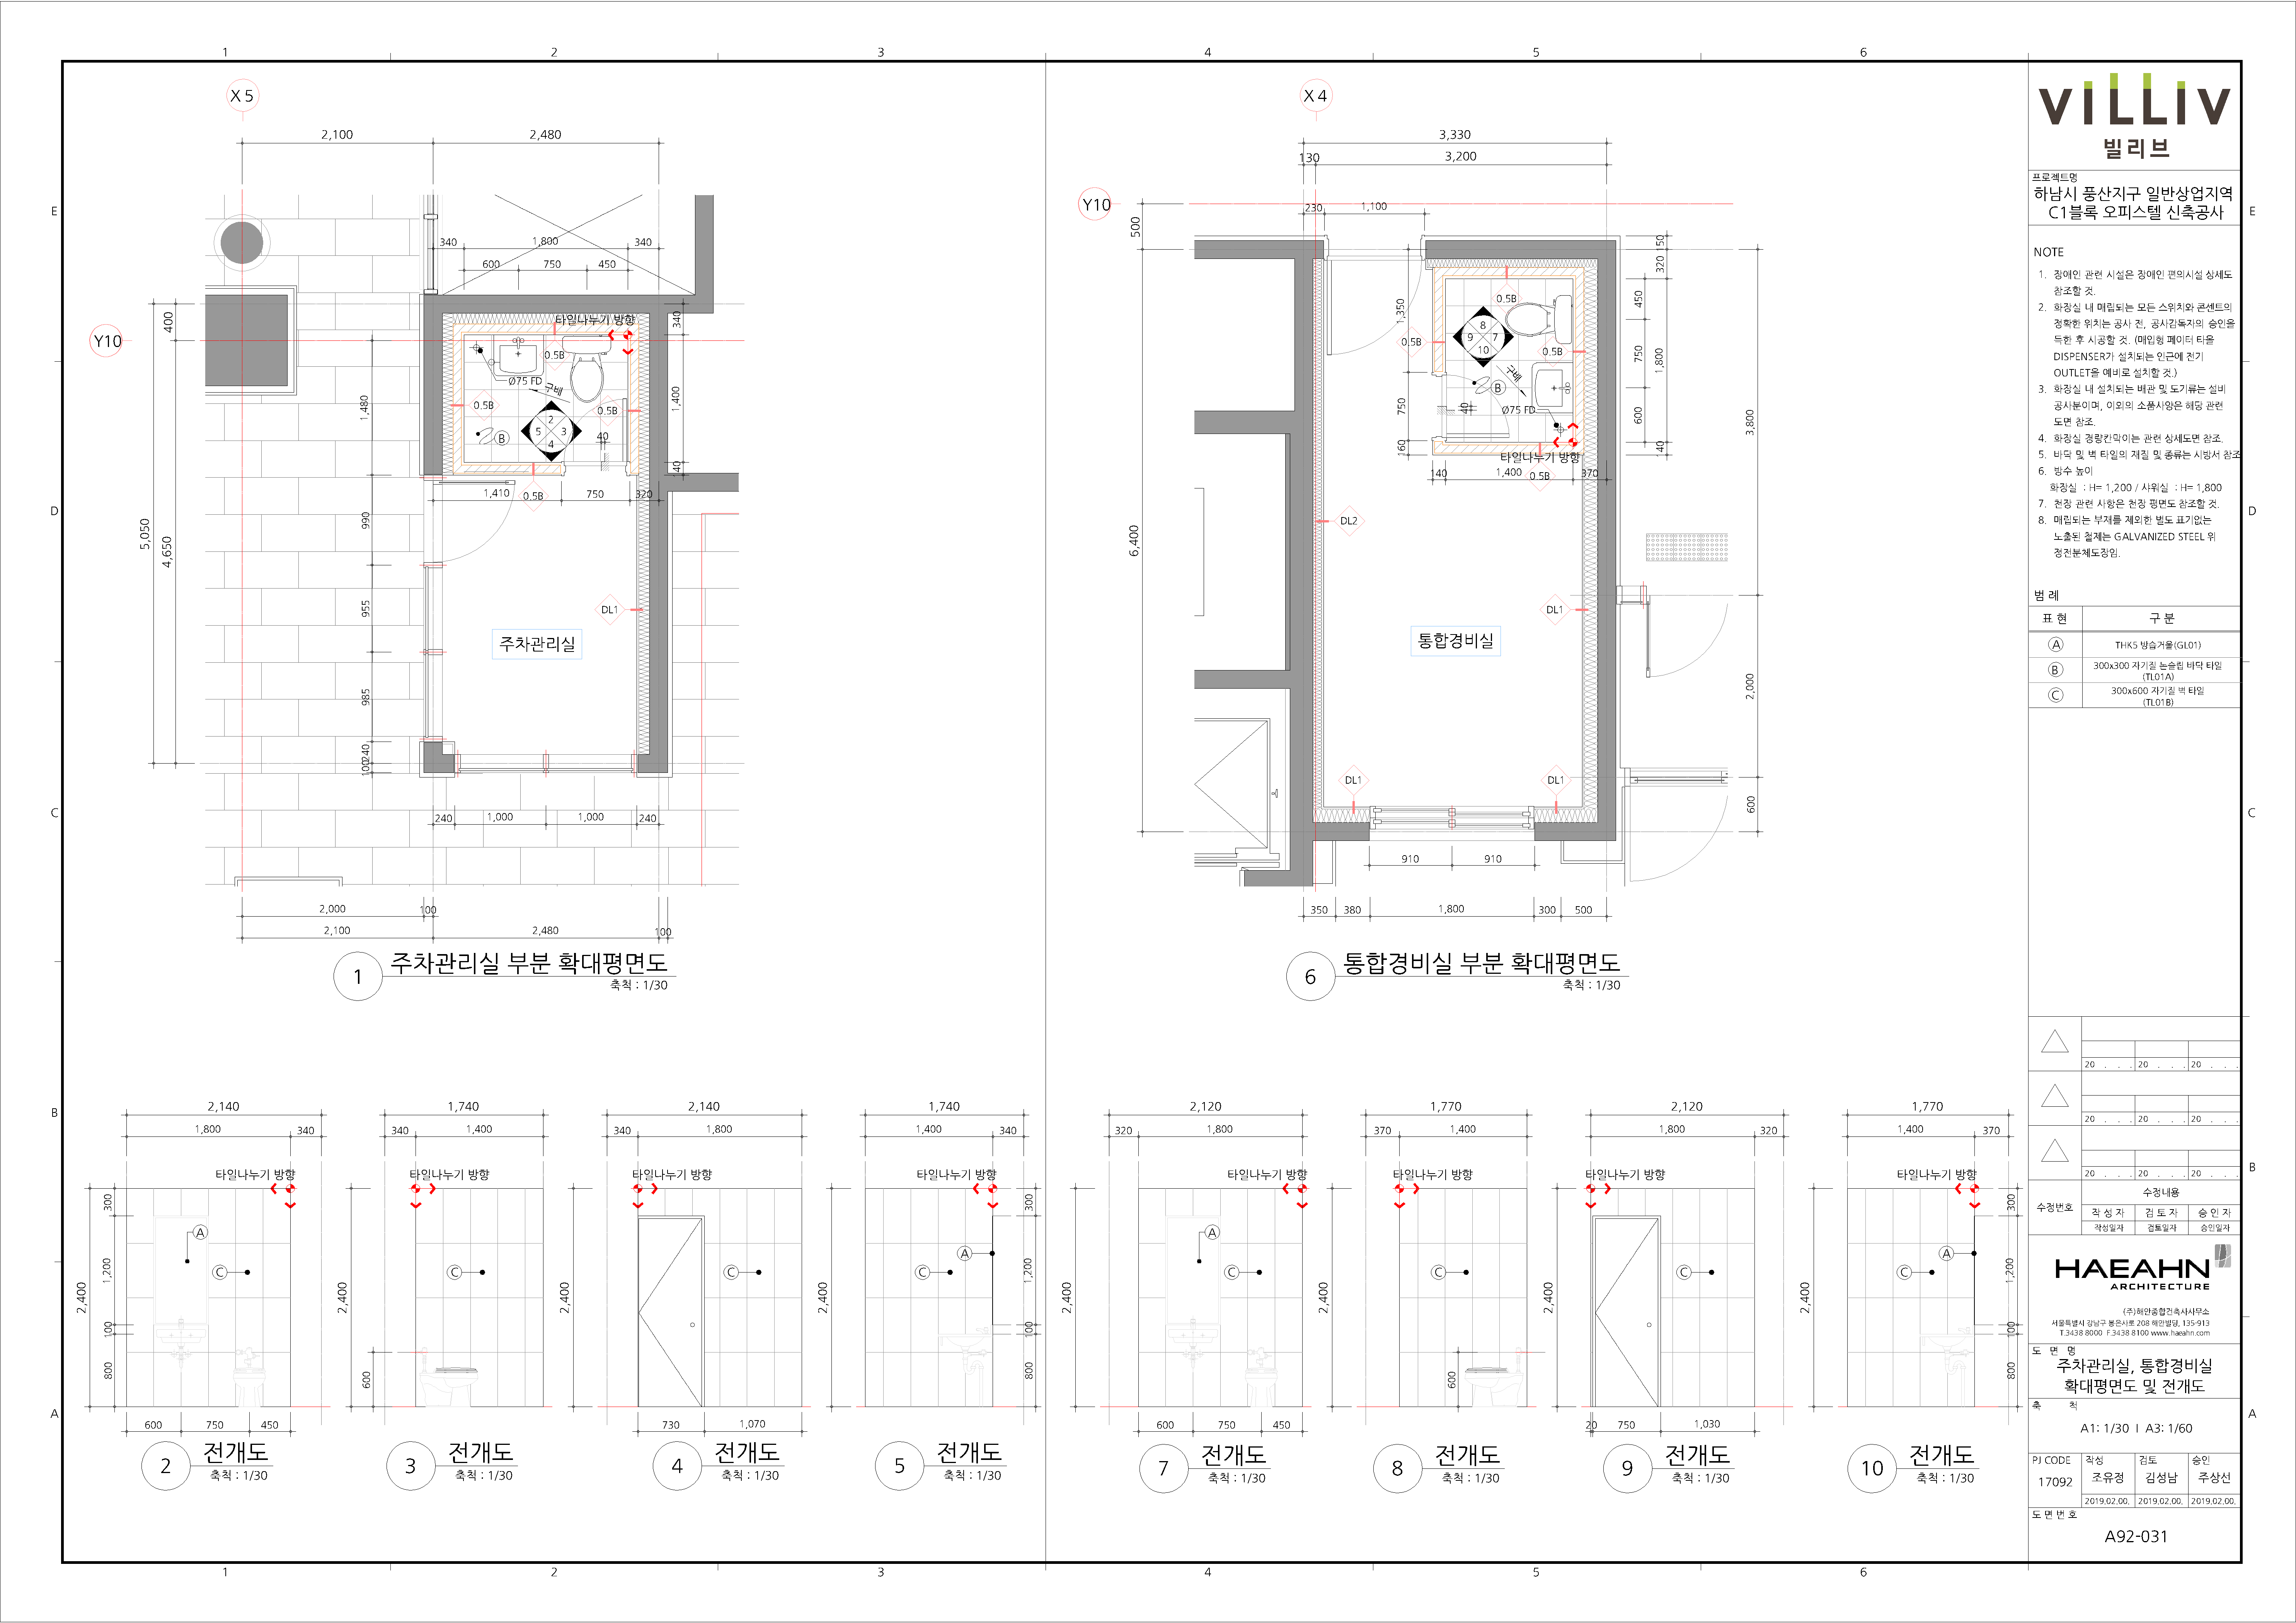 1
2
3
4
5
6
E
D
C
B
A
X 5
2,100
2,480
340
1,800
340
600
750
450
400
Y10
1,480
5,050
4,650
990
955
985
240
100
타일나누기 방향
0.5B
Ø75 FD
구배
0.5B
0.5B
B
2
5
3
4
40
340
1,400
140
1,410
0.5B
750
320
DL1
주차관리실
240
1,000
1,000
240
2,000
100
2,100
2,480
100
1
주차관리실 부분 확대평면도
축척 : 1/30
X 4
3,330
130
3,200
Y10
500
230
1,100
150
320
1,350
0.5B
450
8
9
7
10
0.5B
0.5B
750
1,800
구배
B
750
40
Ø75 FD
600
160
타일나누기 방향
140
140
1,400
0.5B
370
3,800
6,400
DL2
DL1
통합경비실
2,000
DL1
DL1
600
910
910
350
380
1,800
300
500
6
통합경비실 부분 확대평면도
축척 : 1/30
2,140
1,800
340
타일나누기 방향
300
A
C
1,200
2,400
100
800
600
750
450
2
전개도
축척 : 1/30
1,740
340
1,400
타일나누기 방향
C
2,400
600
3
전개도
축척 : 1/30
2,140
340
1,800
타일나누기 방향
C
2,400
730
1,070
4
전개도
축척 : 1/30
1,740
1,400
340
타일나누기 방향
300
A
C
1,200
2,400
100
800
5
전개도
축척 : 1/30
2,120
320
1,800
타일나누기 방향
A
C
2,400
600
750
450
7
전개도
축척 : 1/30
1,770
370
1,400
타일나누기 방향
C
2,400
600
8
전개도
축척 : 1/30
2,120
1,800
320
타일나누기 방향
C
2,400
20
750
1,030
9
전개도
축척 : 1/30
1,770
1,400
370
타일나누기 방향
300
A
C
1,200
2,400
100
800
10
전개도
축척 : 1/30
VILLIV
빌리브
프로젝트명
하남시 풍산지구 일반상업지역
C1블록 오피스텔 신축공사
NOTE
1. 장애인 관련 시설은 장애인 편의시설 상세도
참조할 것.
2. 화장실 내 매립되는 모든 스위치와 콘센트의
정확한 위치는 공사 전, 공사감독자의 승인을
득한 후 시공할 것. (매입형 페이터 타올
DISPENSER가 설치되는 인근에 전기
OUTLET을 예비로 설치할 것.)
3. 화장실 내 설치되는 배관 및 도기류는 설비
공사분이며, 이외의 소품사양은 해당 관련
도면 참조.
4. 화장실 경량칸막이는 관련 상세도면 참조.
5. 바닥 및 벽 타일의 재질 및 종류는 시방서 참조
6. 방수 높이
화장실 : H= 1,200 / 샤워실 : H= 1,800
7. 천장 관련 사항은 천장 평면도 참조할 것.
8. 매립되는 부재를 제외한 별도 표기없는
노출된 철재는 GALVANIZED STEEL 위
정전분체도장임.
범 례
표 현 구 분
A THK5 방습거울(GL01)
B 300x300 자기질 논슬립 바닥 타일
(TL01A)
C 300x600 자기질 벽 타일
(TL01B)
20 . . . 20 . . . 20 . . .
20 . . . 20 . . . 20 . . .
20 . . . 20 . . . 20 . . .
수정번호
수정내용
작 성 자 검 토 자 승 인 자
작성일자 검토일자 승인일자
HAEAHN
ARCHITECTURE
(주)해안종합건축사사무소
서울특별시 강남구 봉은사로 208 해안빌딩, 135-913
T.3438 8000 F.3438 8100 www.haeahn.com
도 면 명
주차관리실, 통합경비실
확대평면도 및 전개도
축 척
A1: 1/30 I A3: 1/60
PJ CODE 작성 검토 승인
17092 조유정 김성남 주상선
2019.02.00. 2019.02.00. 2019.02.00.
도 면 번 호
A92-031
E
D
C
B
A
1
2
3
4
5
6